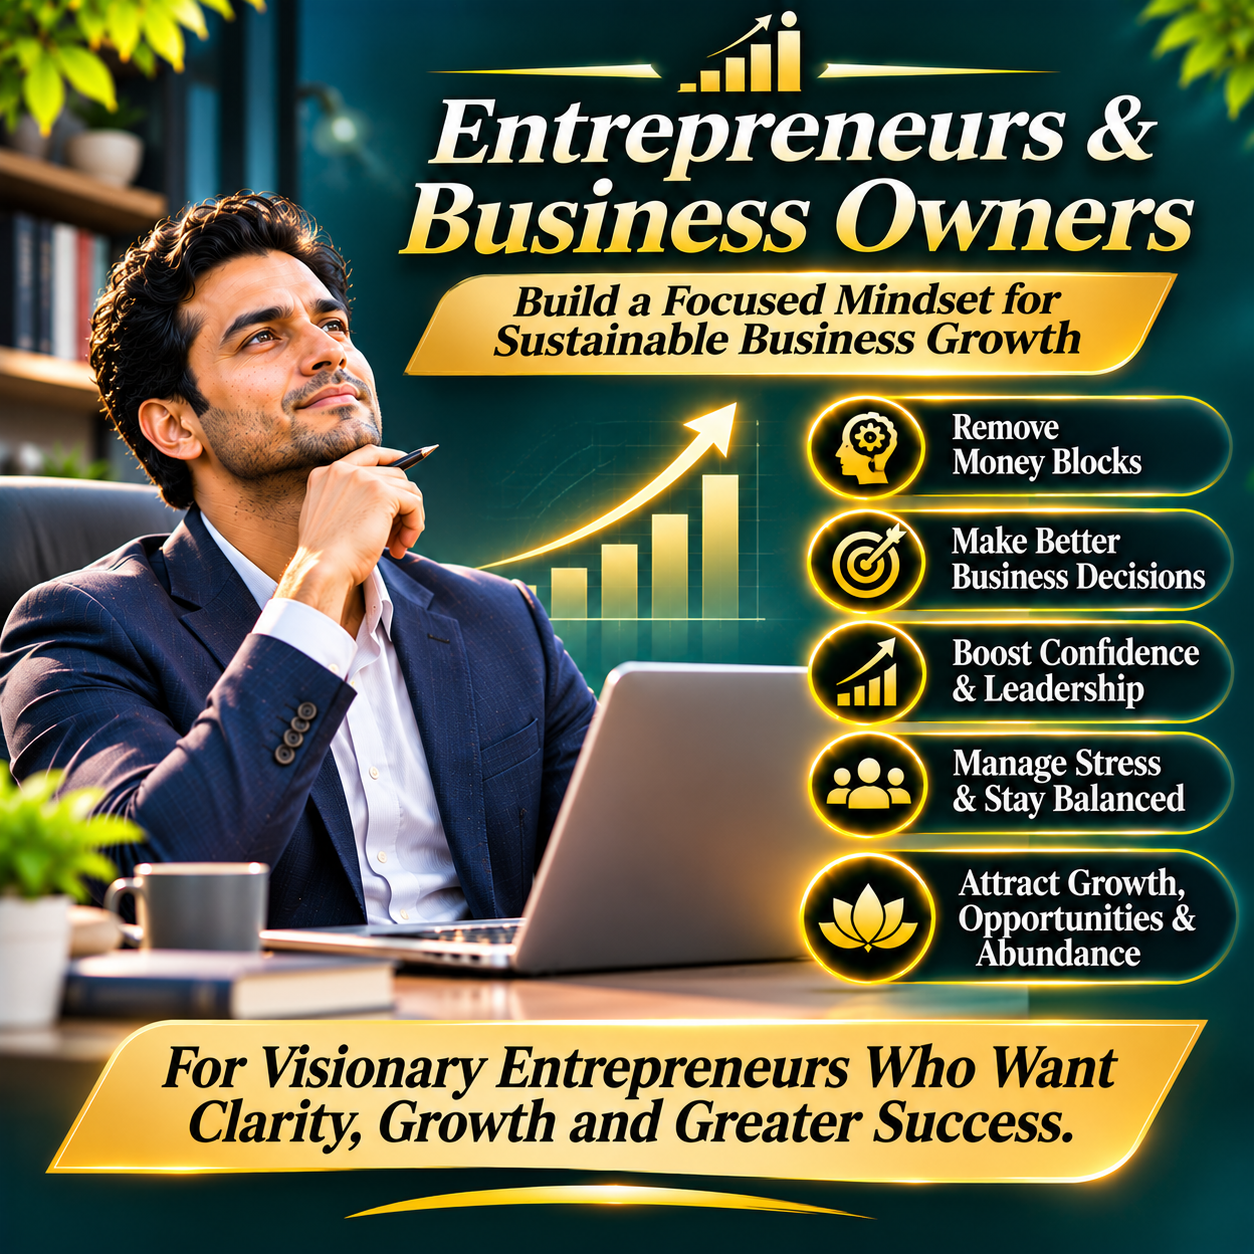 Entrepreneurs &
Business Owners
Build a Focused Mindset for
Sustainable Business Growth
Remove
Money Blocks
Make Better
Business Decisions
Boost Confidence
& Leadership
Manage Stress
& Stay Balanced
Attract Growth,
Opportunities &
Abundance
For Visionary Entrepreneurs Who Want
Clarity, Growth and Greater Success.